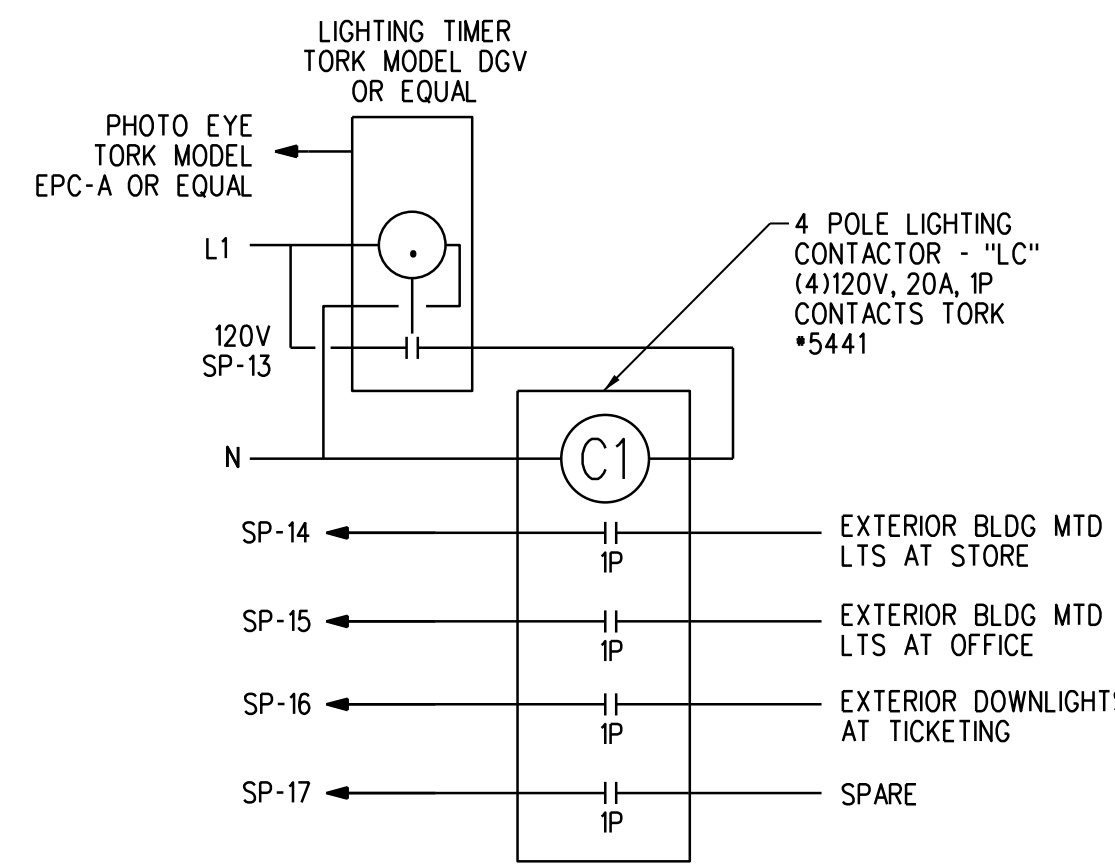 LIGHTING TIMER
TORK MODEL DGV
OR EQUAL
PHOTO EYE
TORK MODEL
EPC-A OR EQUAL
L1
120V
SP-13
N
4 POLE LIGHTING
CONTACTOR - "LC"
(4)120V, 20A, 1P
CONTACTS TORK
*5441
C1
SP-14
1P
EXTERIOR BLDG MTD
LTS AT STORE
SP-15
1P
EXTERIOR BLDG MTD
LTS AT OFFICE
SP-16
1P
EXTERIOR DOWNLIGHTS
AT TICKETING
SP-17
1P
SPARE